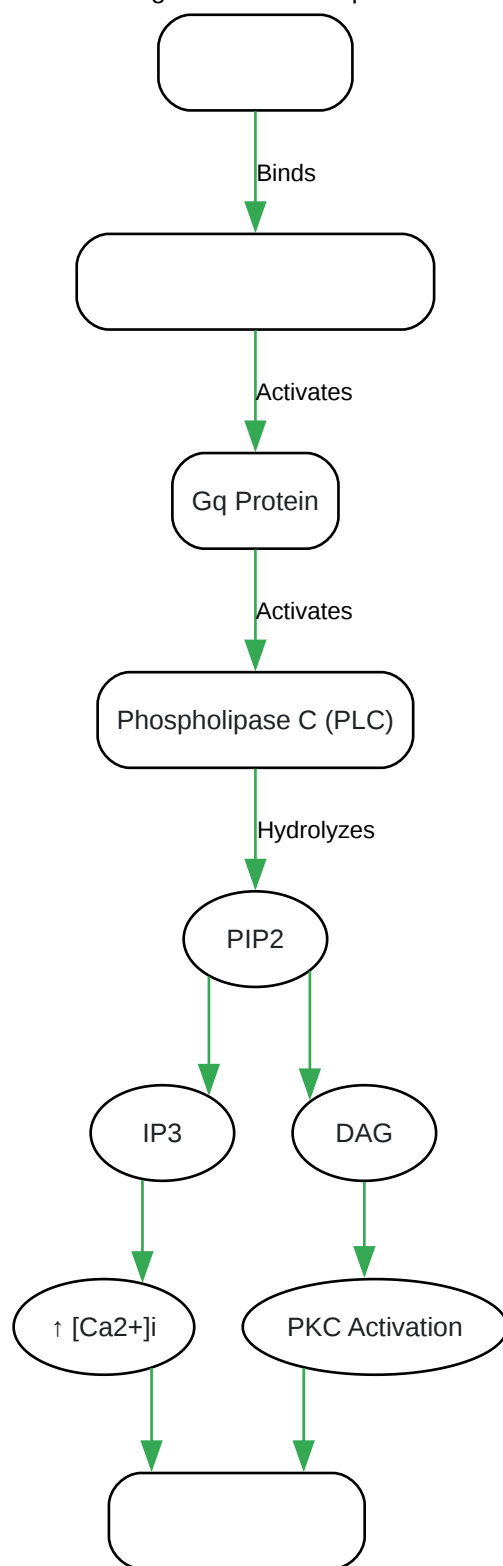 Binds
Activates
Gq Protein
Activates
Phospholipase C (PLC)
Hydrolyzes
PIP2
IP3
DAG
↑ [Ca2+]i
PKC Activation